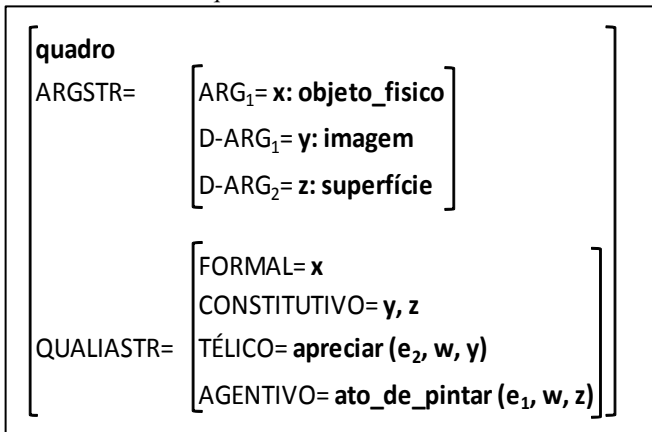 quadro
ARGSTR= ARG₁= x: objeto_fisico
D-ARG₁= y: imagem
D-ARG₂= z: superfície
FORMAL= x
CONSTITUTIVO= y, z
QUALIASTR= TÉLICO= apreciar (e₂, w, y)
AGENTIVO= ato_de_pintar (e₁, w, z)